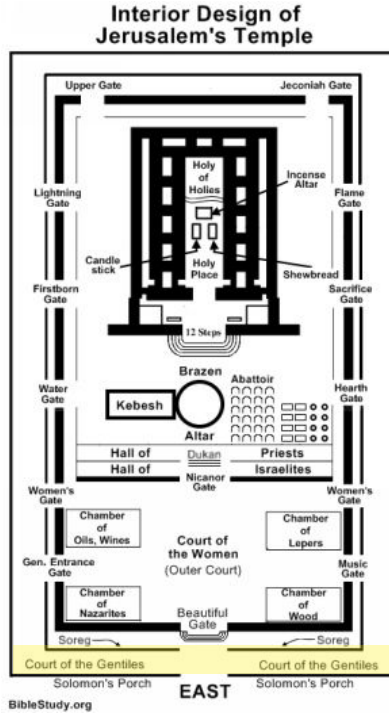 Interior Design of
Jerusalem's Temple
Upper Gate
Jeconiah Gate
Holy
of
Holies
Incense
Altar
Lightning
Gate
Flame
Gate
Candle
stick
Holy
Place
Shewbread
Firstborn
Gate
Sacrifice
Gate
12 Steps
Brazen
Altar
Abattoir
Kebesh
Water
Gate
Hearth
Gate
Hall of
Dukan
Priests
Hall of
Israelites
Nicanor
Gate
Women's
Gate
Women's
Gate
Chamber
of
Oils, Wines
Chamber
of
Lepers
Court of
the Women
(Outer Court)
Gen. Entrance
Gate
Music
Gate
Chamber
of
Nazarites
Beautiful
Gate
Chamber
of
Wood
Soreg
Soreg
Court of the Gentiles
Court of the Gentiles
Solomon's Porch
EAST
Solomon's Porch
BibleStudy.org